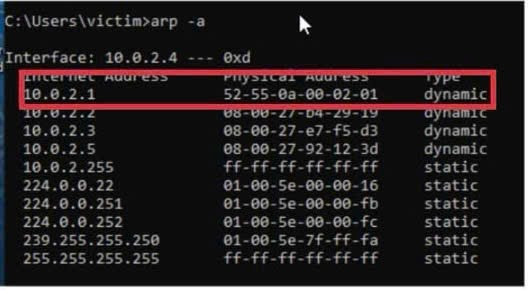 C:\Users\victim>arp -a
Interface: 10.0.2.4 --- 0xd
Internet Address Physical Address Type
10.0.2.1 52-55-0a-00-02-01 dynamic
10.0.2.2 08-00-27-b4-29-19 dynamic
10.0.2.3 08-00-27-e7-f5-d3 dynamic
10.0.2.5 08-00-27-92-12-3d dynamic
10.0.2.255 ff-ff-ff-ff-ff-ff static
224.0.0.22 01-00-5e-00-00-16 static
224.0.0.251 01-00-5e-00-00-fb static
224.0.0.252 01-00-5e-00-00-fc static
239.255.255.250 01-00-5e-7f-ff-fa static
255.255.255.255 ff-ff-ff-ff-ff-ff static